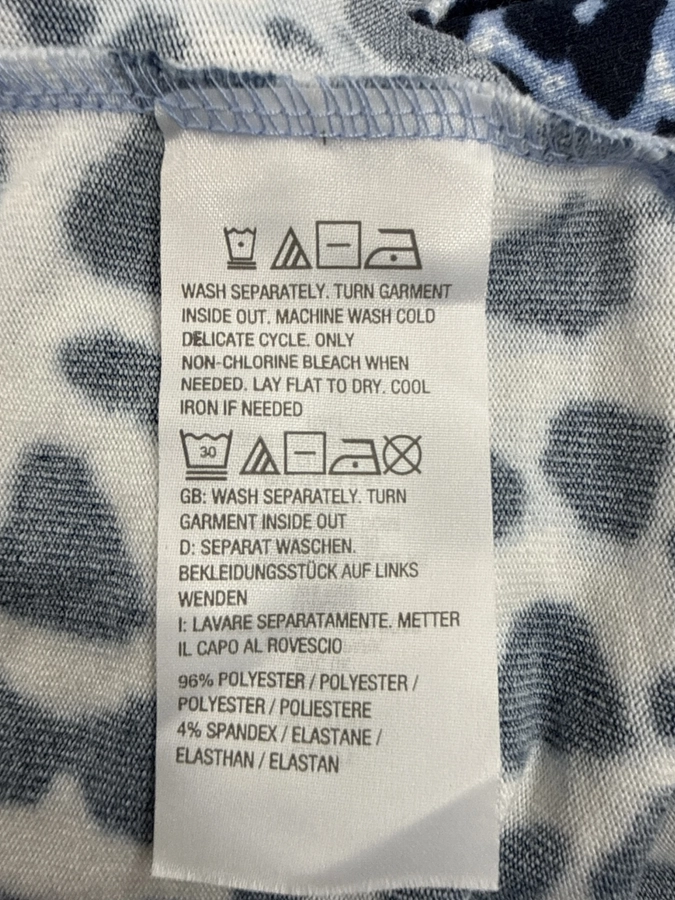 WASH SEPARATELY. TURN GARMENT
INSIDE OUT. MACHINE WASH COLD
DELICATE CYCLE. ONLY
NON-CHLORINE BLEACH WHEN
NEEDED. LAY FLAT TO DRY. COOL
IRON IF NEEDED
30
GB: WASH SEPARATELY. TURN
GARMENT INSIDE OUT
D: SEPARAT WASCHEN.
BEKLEIDUNGSSTÜCK AUF LINKS
WENDEN
I: LAVARE SEPARATAMENTE. METTER
IL CAPO AL ROVESCIO
96% POLYESTER / POLYESTER /
POLYESTER / POLIESTERE
4% SPANDEX / ELASTANE /
ELASTHAN / ELASTAN